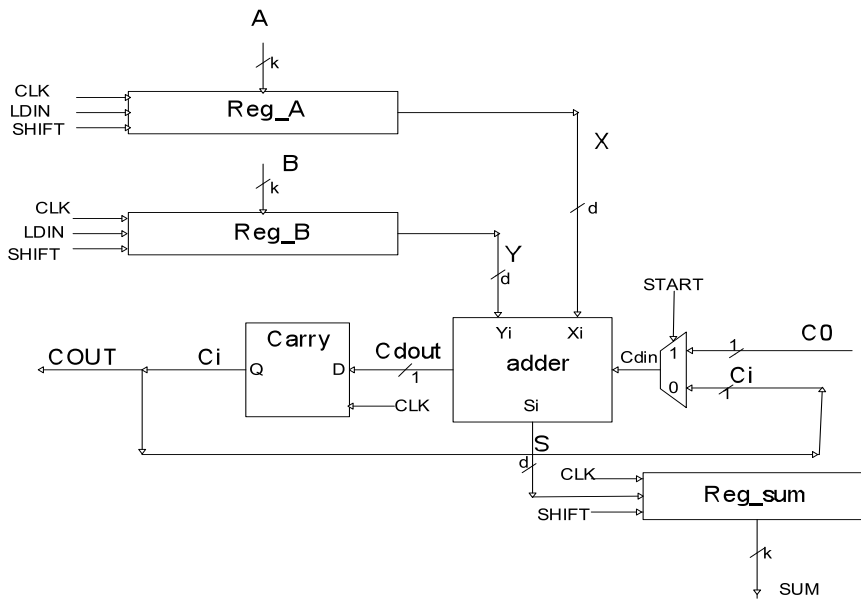 A
k
CLK
LDIN
SHIFT
Reg_A
X
B
k
CLK
LDIN
SHIFT
Reg_B
d
Y
d
START
Yi Xi
adder
Si
Carry
Q D
CLK
Cdout
1
Ci
COUT
Cdin
1
0
1
C0
Ci
1
S
d
CLK
SHIFT
Reg_sum
k
SUM